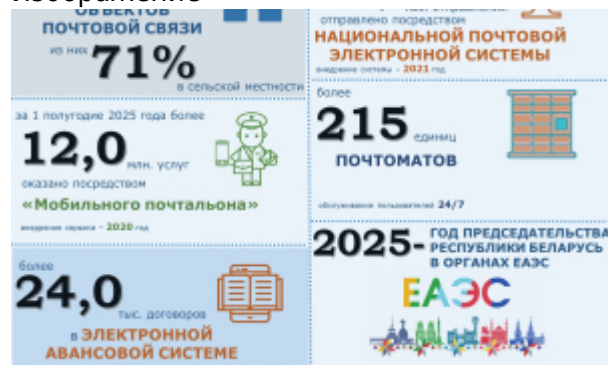 ОБЪЕКТОВ
ПОЧТОВОЙ СВЯЗИ
из них 71%
в сельской местности
за 1 полугодие 2025 года более
12,0 млн. услуг
оказано посредством
«Мобильного почтальона»
внедрение сервиса - 2020 год
более
24,0
тыс. договоров
в ЭЛЕКТРОННОЙ
АВАНСОВОЙ СИСТЕМЕ
отправлено посредством
НАЦИОНАЛЬНОЙ ПОЧТОВОЙ
ЭЛЕКТРОННОЙ СИСТЕМЫ
внедрение системы - 2021 год
более
215 единиц
ПОЧТОМАТОВ
обслуживание пользователей 24/7
2025- ГОД ПРЕДСЕДАТЕЛЬСТВА
РЕСПУБЛИКИ БЕЛАРУСЬ
В ОРГАНАХ ЕАЭС
ЕАЭС